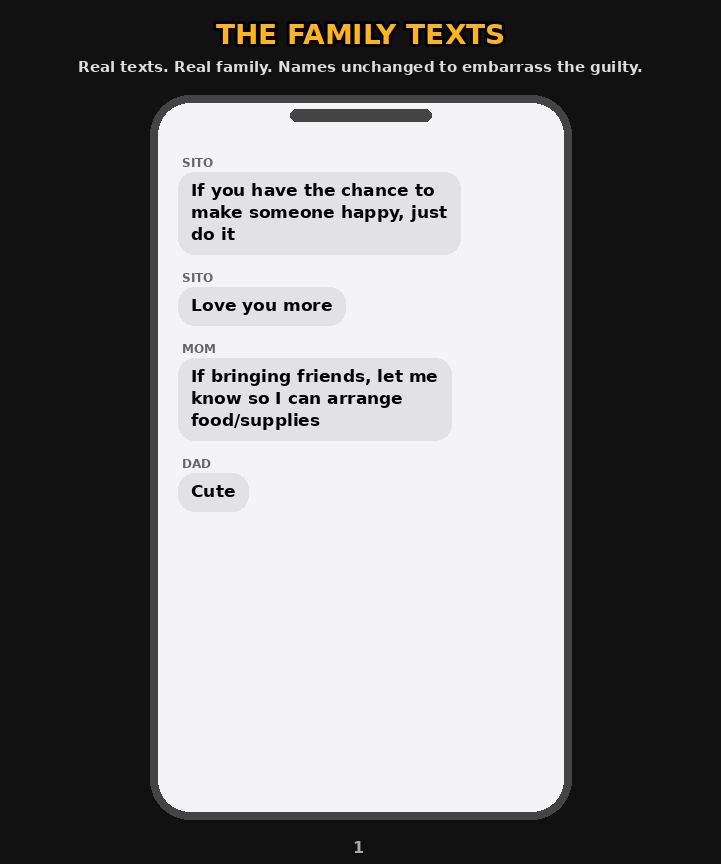 THE FAMILY TEXTS
Real texts. Real family. Names unchanged to embarrass the guilty.
SITO
If you have the chance to
make someone happy, just
do it
SITO
Love you more
MOM
If bringing friends, let me
know so I can arrange
food/supplies
DAD
Cute
1